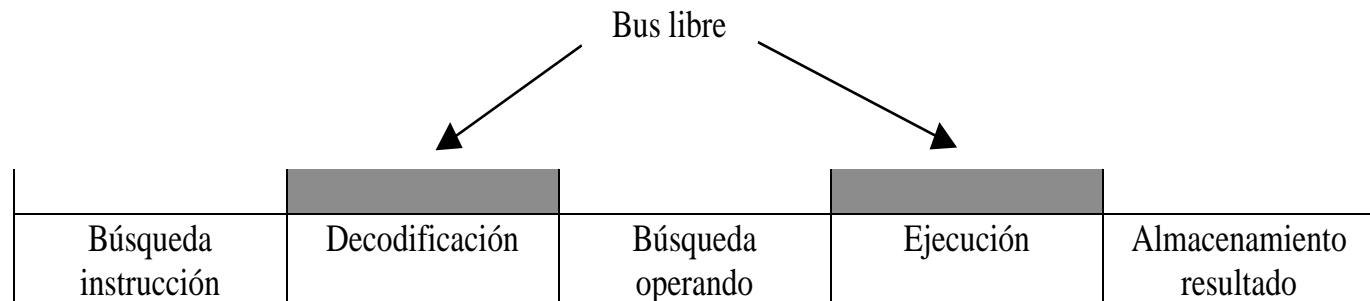 Bus libre
Búsqueda
instrucción
Decodificación
Búsqueda
operando
Ejecución
Almacenamiento
resultado